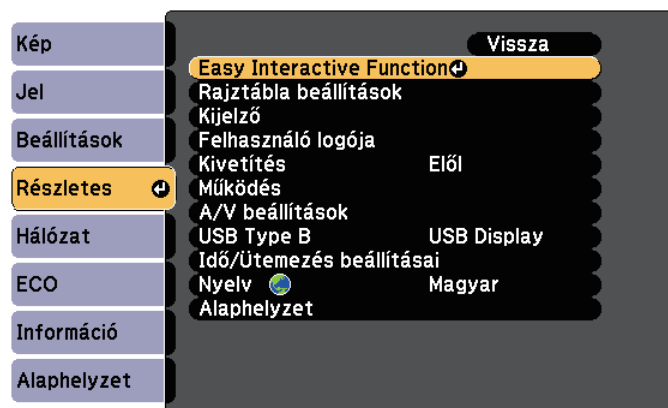 Kép
Jel
Beállítások
Részletes
Hálózat
ECO
Információ
Alaphelyzet
Vissza
Easy Interactive Function
Rajztábla beállítások
Kijelző
Felhasználó logója
Kivetítés Elől
Működés
A/V beállítások
USB Type B USB Display
Idő/Ütemezés beállításai
Nyelv Magyar
Alaphelyzet